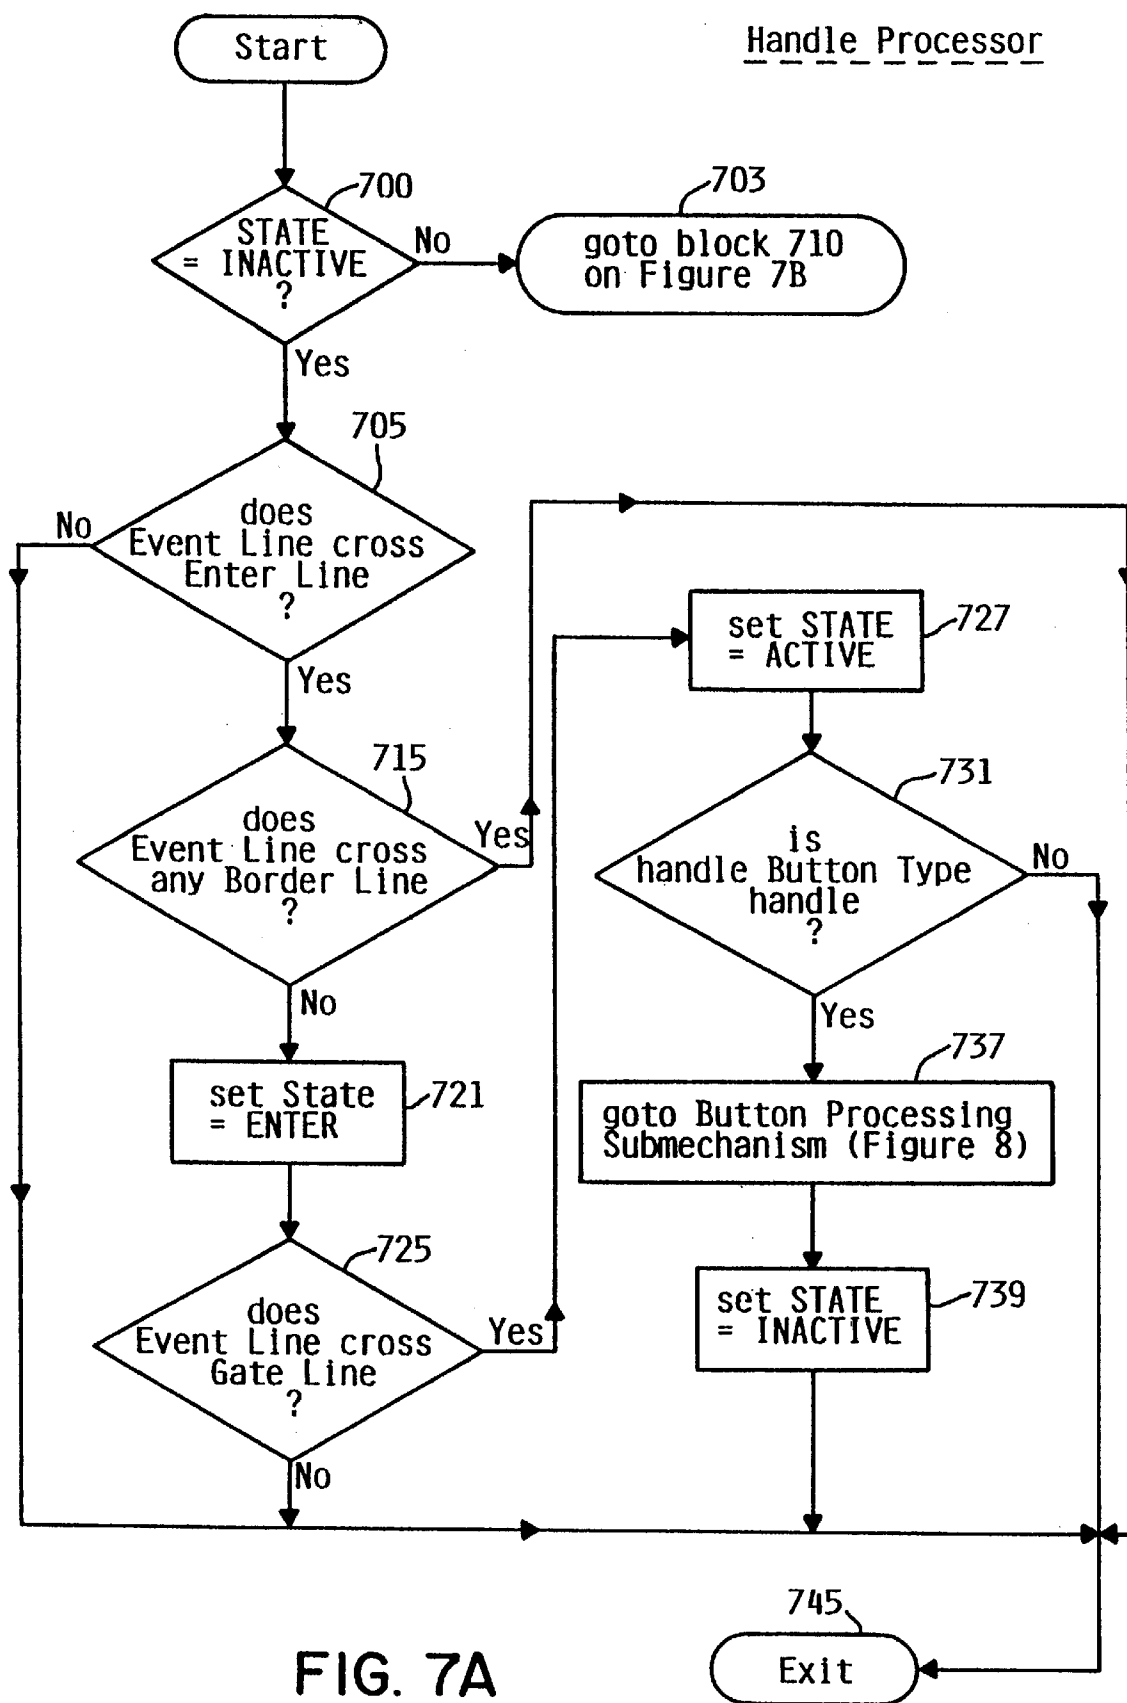 Start
Handle Processor
700
STATE
= INACTIVE
?
No
703
goto block 710
on Figure 7B
Yes
705
does
Event Line cross
Enter Line
?
No
Yes
715
does
Event Line cross
any Border Line
?
Yes
No
set State
= ENTER
721
725
does
Event Line cross
Gate Line
?
Yes
No
set STATE
= ACTIVE
727
731
is
handle Button Type
handle
?
No
Yes
737
goto Button Processing
Submechanism (Figure 8)
set STATE
= INACTIVE
739
745
Exit
FIG. 7A